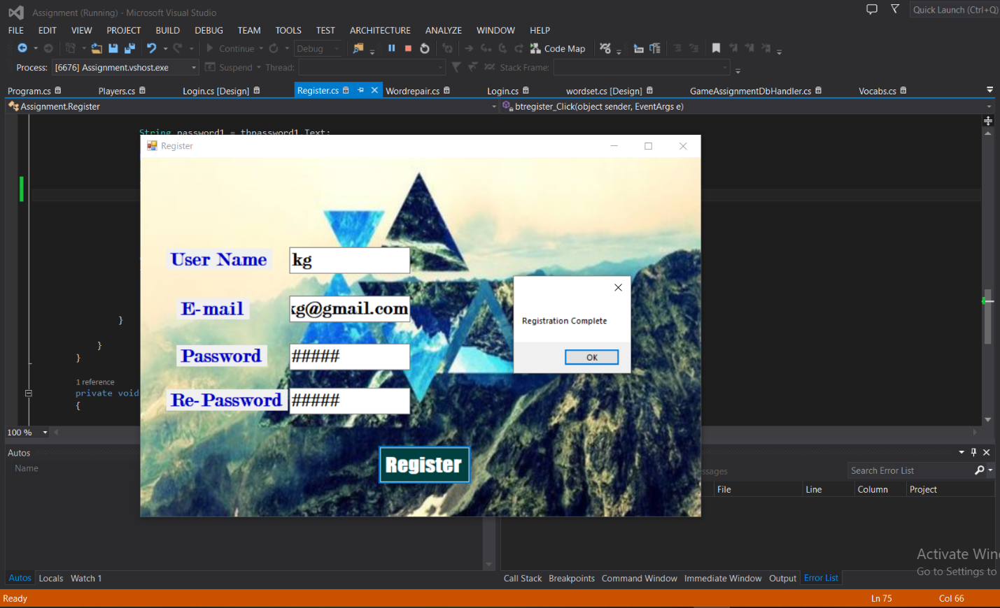 Assignment (Running) - Microsoft Visual Studio
Quick Launch (Ctrl+Q)
FILE EDIT VIEW PROJECT BUILD DEBUG TEAM TOOLS TEST ARCHITECTURE ANALYZE WINDOW HELP
Continue Debug Code Map
Process: [6676] Assignment.vshost.exe Suspend Thread: Stack Frame:
Program.cs Players.cs Login.cs [Design] Register.cs Wordrepair.cs Login.cs wordset.cs [Design] GameAssignmentDbHandler.cs Vocabs.cs
Assignment.Register btregister_Click(object sender, EventArgs e)
String password1 = tbpassword1.Text;
Register
User Name kg
E-mail kg@gmail.com
Registration Complete
Password #####
OK
Re-Password #####
Register
}
}
}
1 reference
private void
{
100 %
Autos
Name
Search Error List
File Line Column Project
Activate Win
Go to Settings to
Autos Locals Watch 1
Call Stack Breakpoints Command Window Immediate Window Output Error List
Ready Ln 75 Col 66